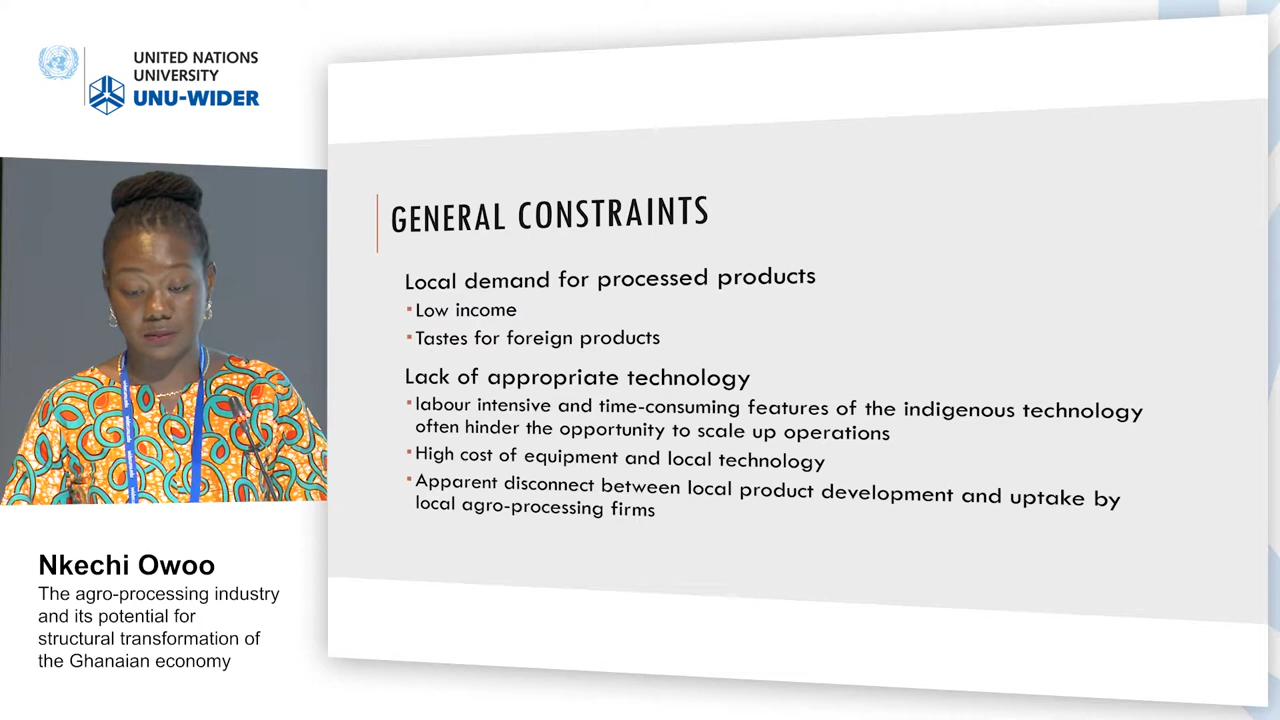 UNITED NATIONS
UNIVERSITY
UNU-WIDER
GENERAL CONSTRAINTS
Local demand for processed products
Low income
Tastes for foreign products
Lack of appropriate technology
labour intensive and time-consuming features of the indigenous technology
often hinder the opportunity to scale up operations
High cost of equipment and local technology
Apparent disconnect between local product development and uptake by
local agro-processing firms
Nkechi Owoo
The agro-processing industry
and its potential for
structural transformation of
the Ghanaian economy